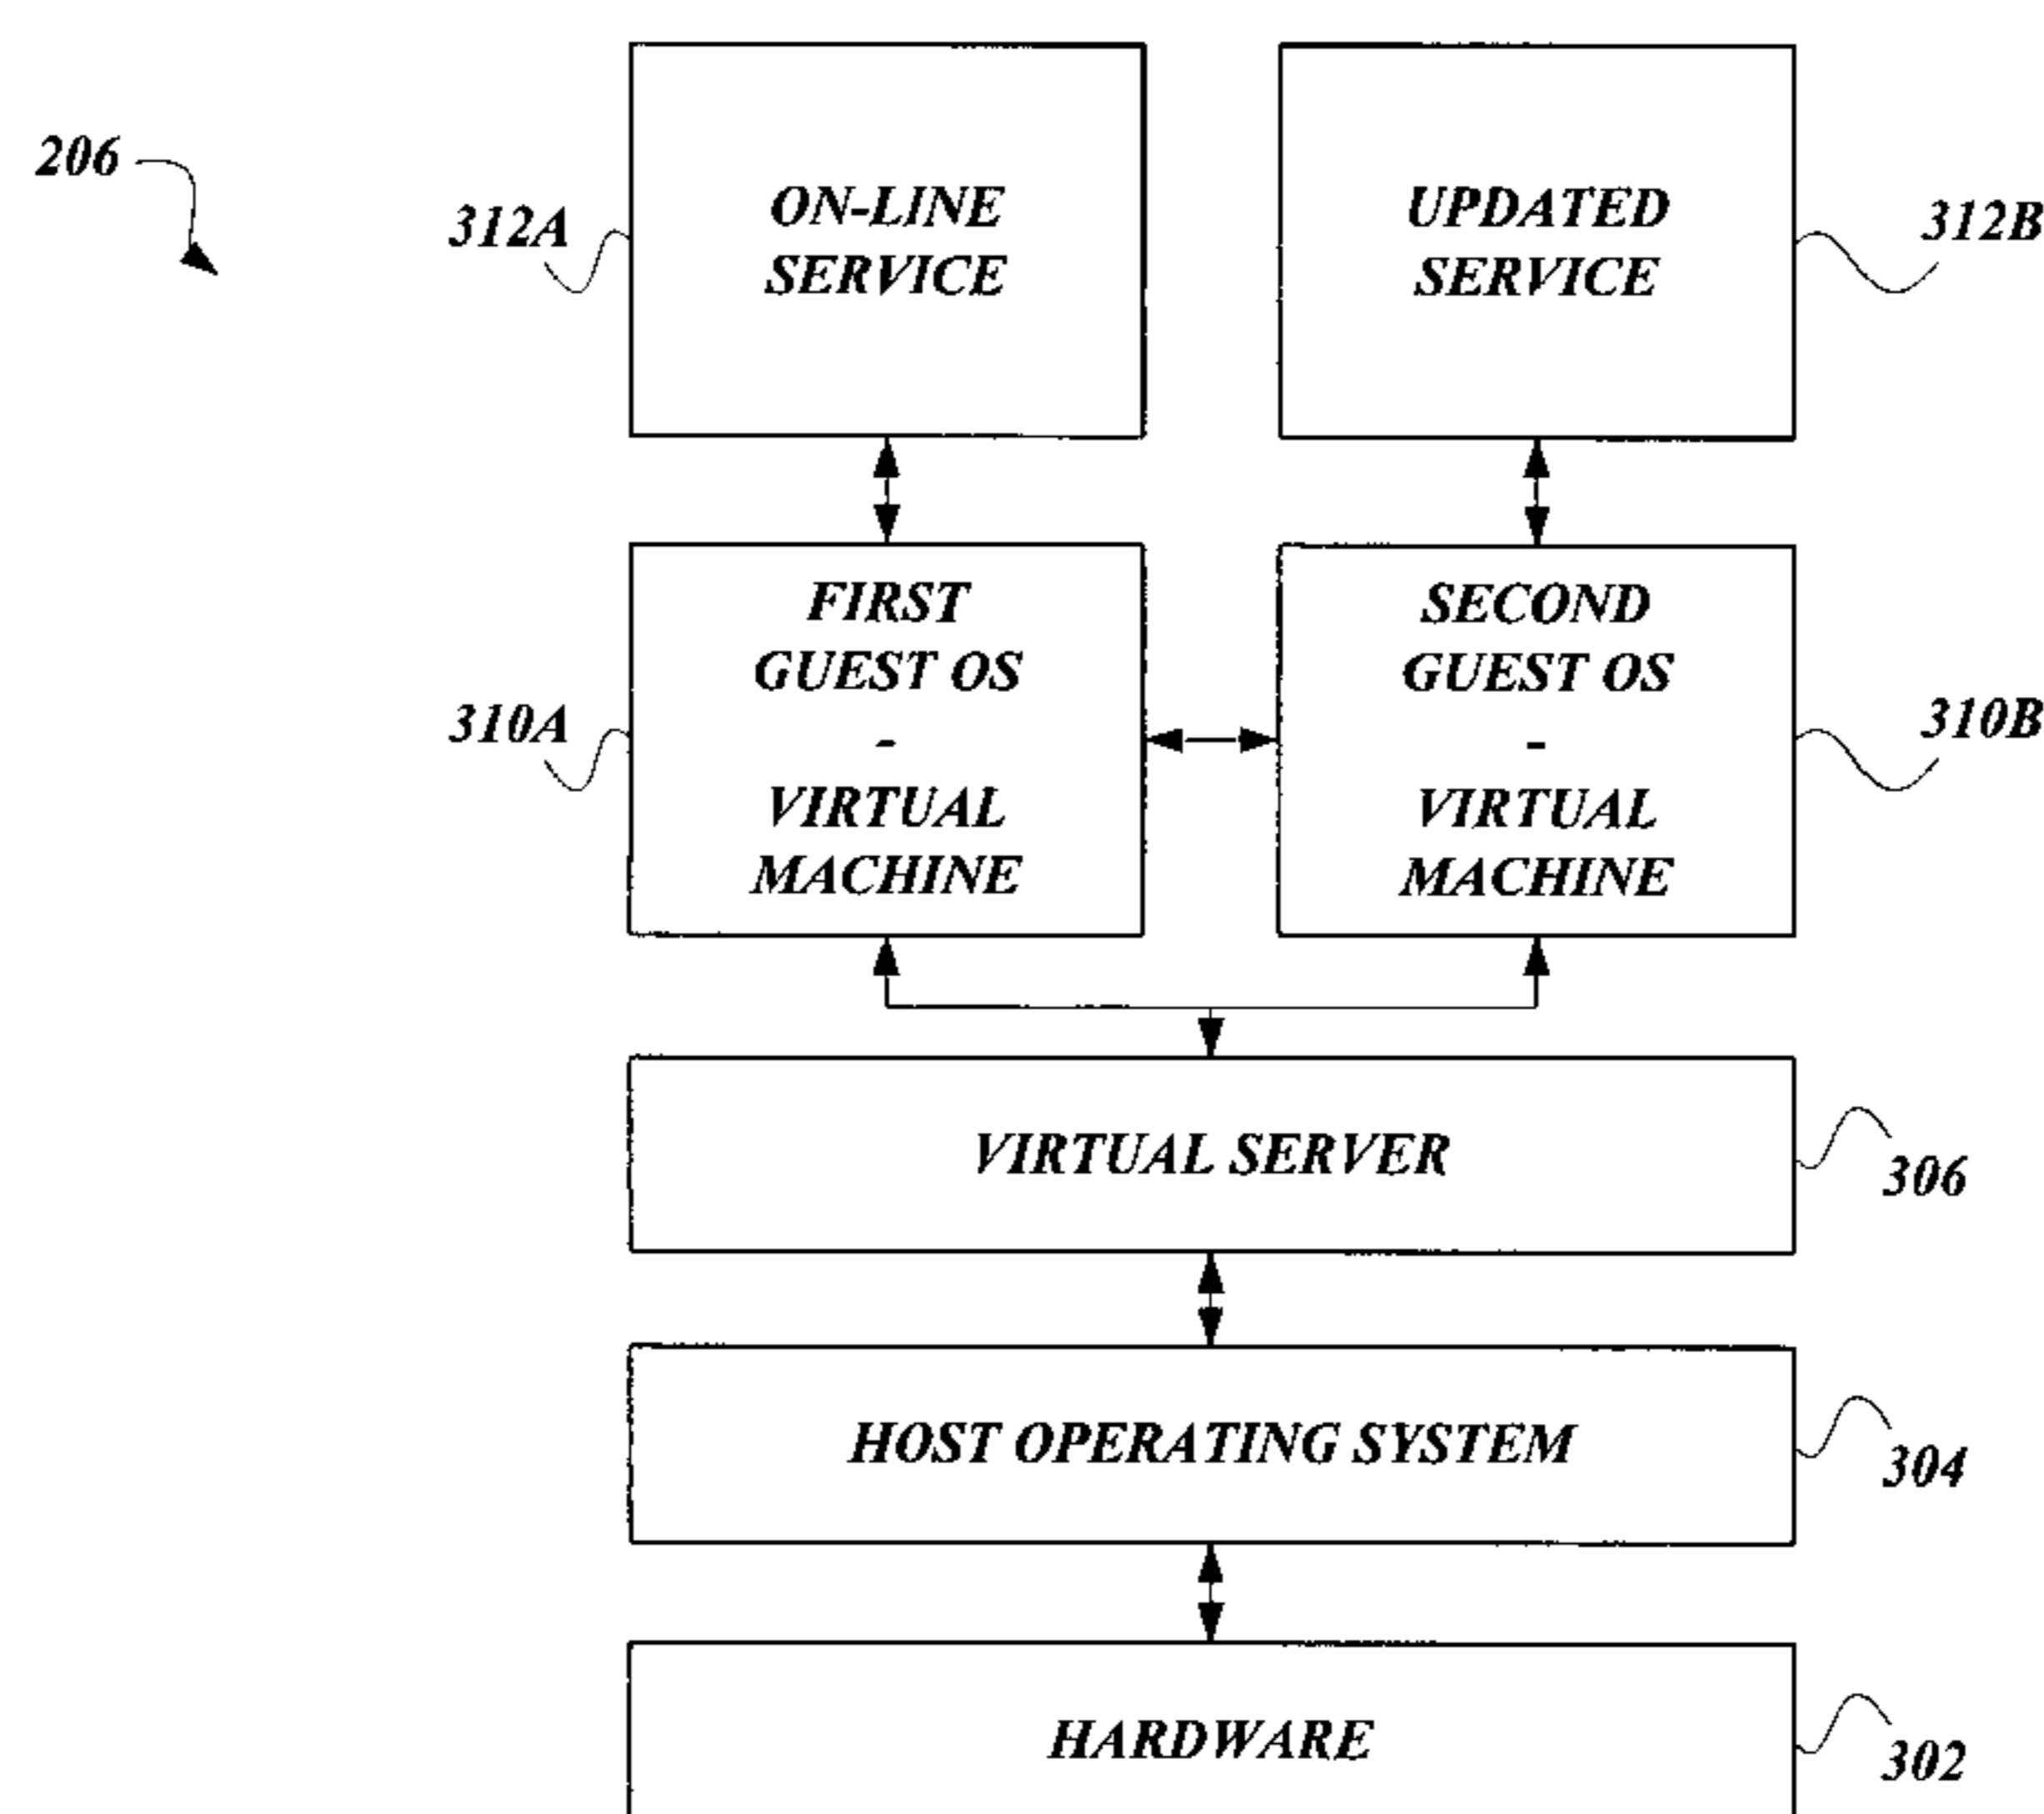 206
312A
ON-LINE
SERVICE
UPDATED
SERVICE
312B
310A
FIRST
GUEST OS
-
VIRTUAL
MACHINE
SECOND
GUEST OS
-
VIRTUAL
MACHINE
310B
VIRTUAL SERVER
306
HOST OPERATING SYSTEM
304
HARDWARE
302